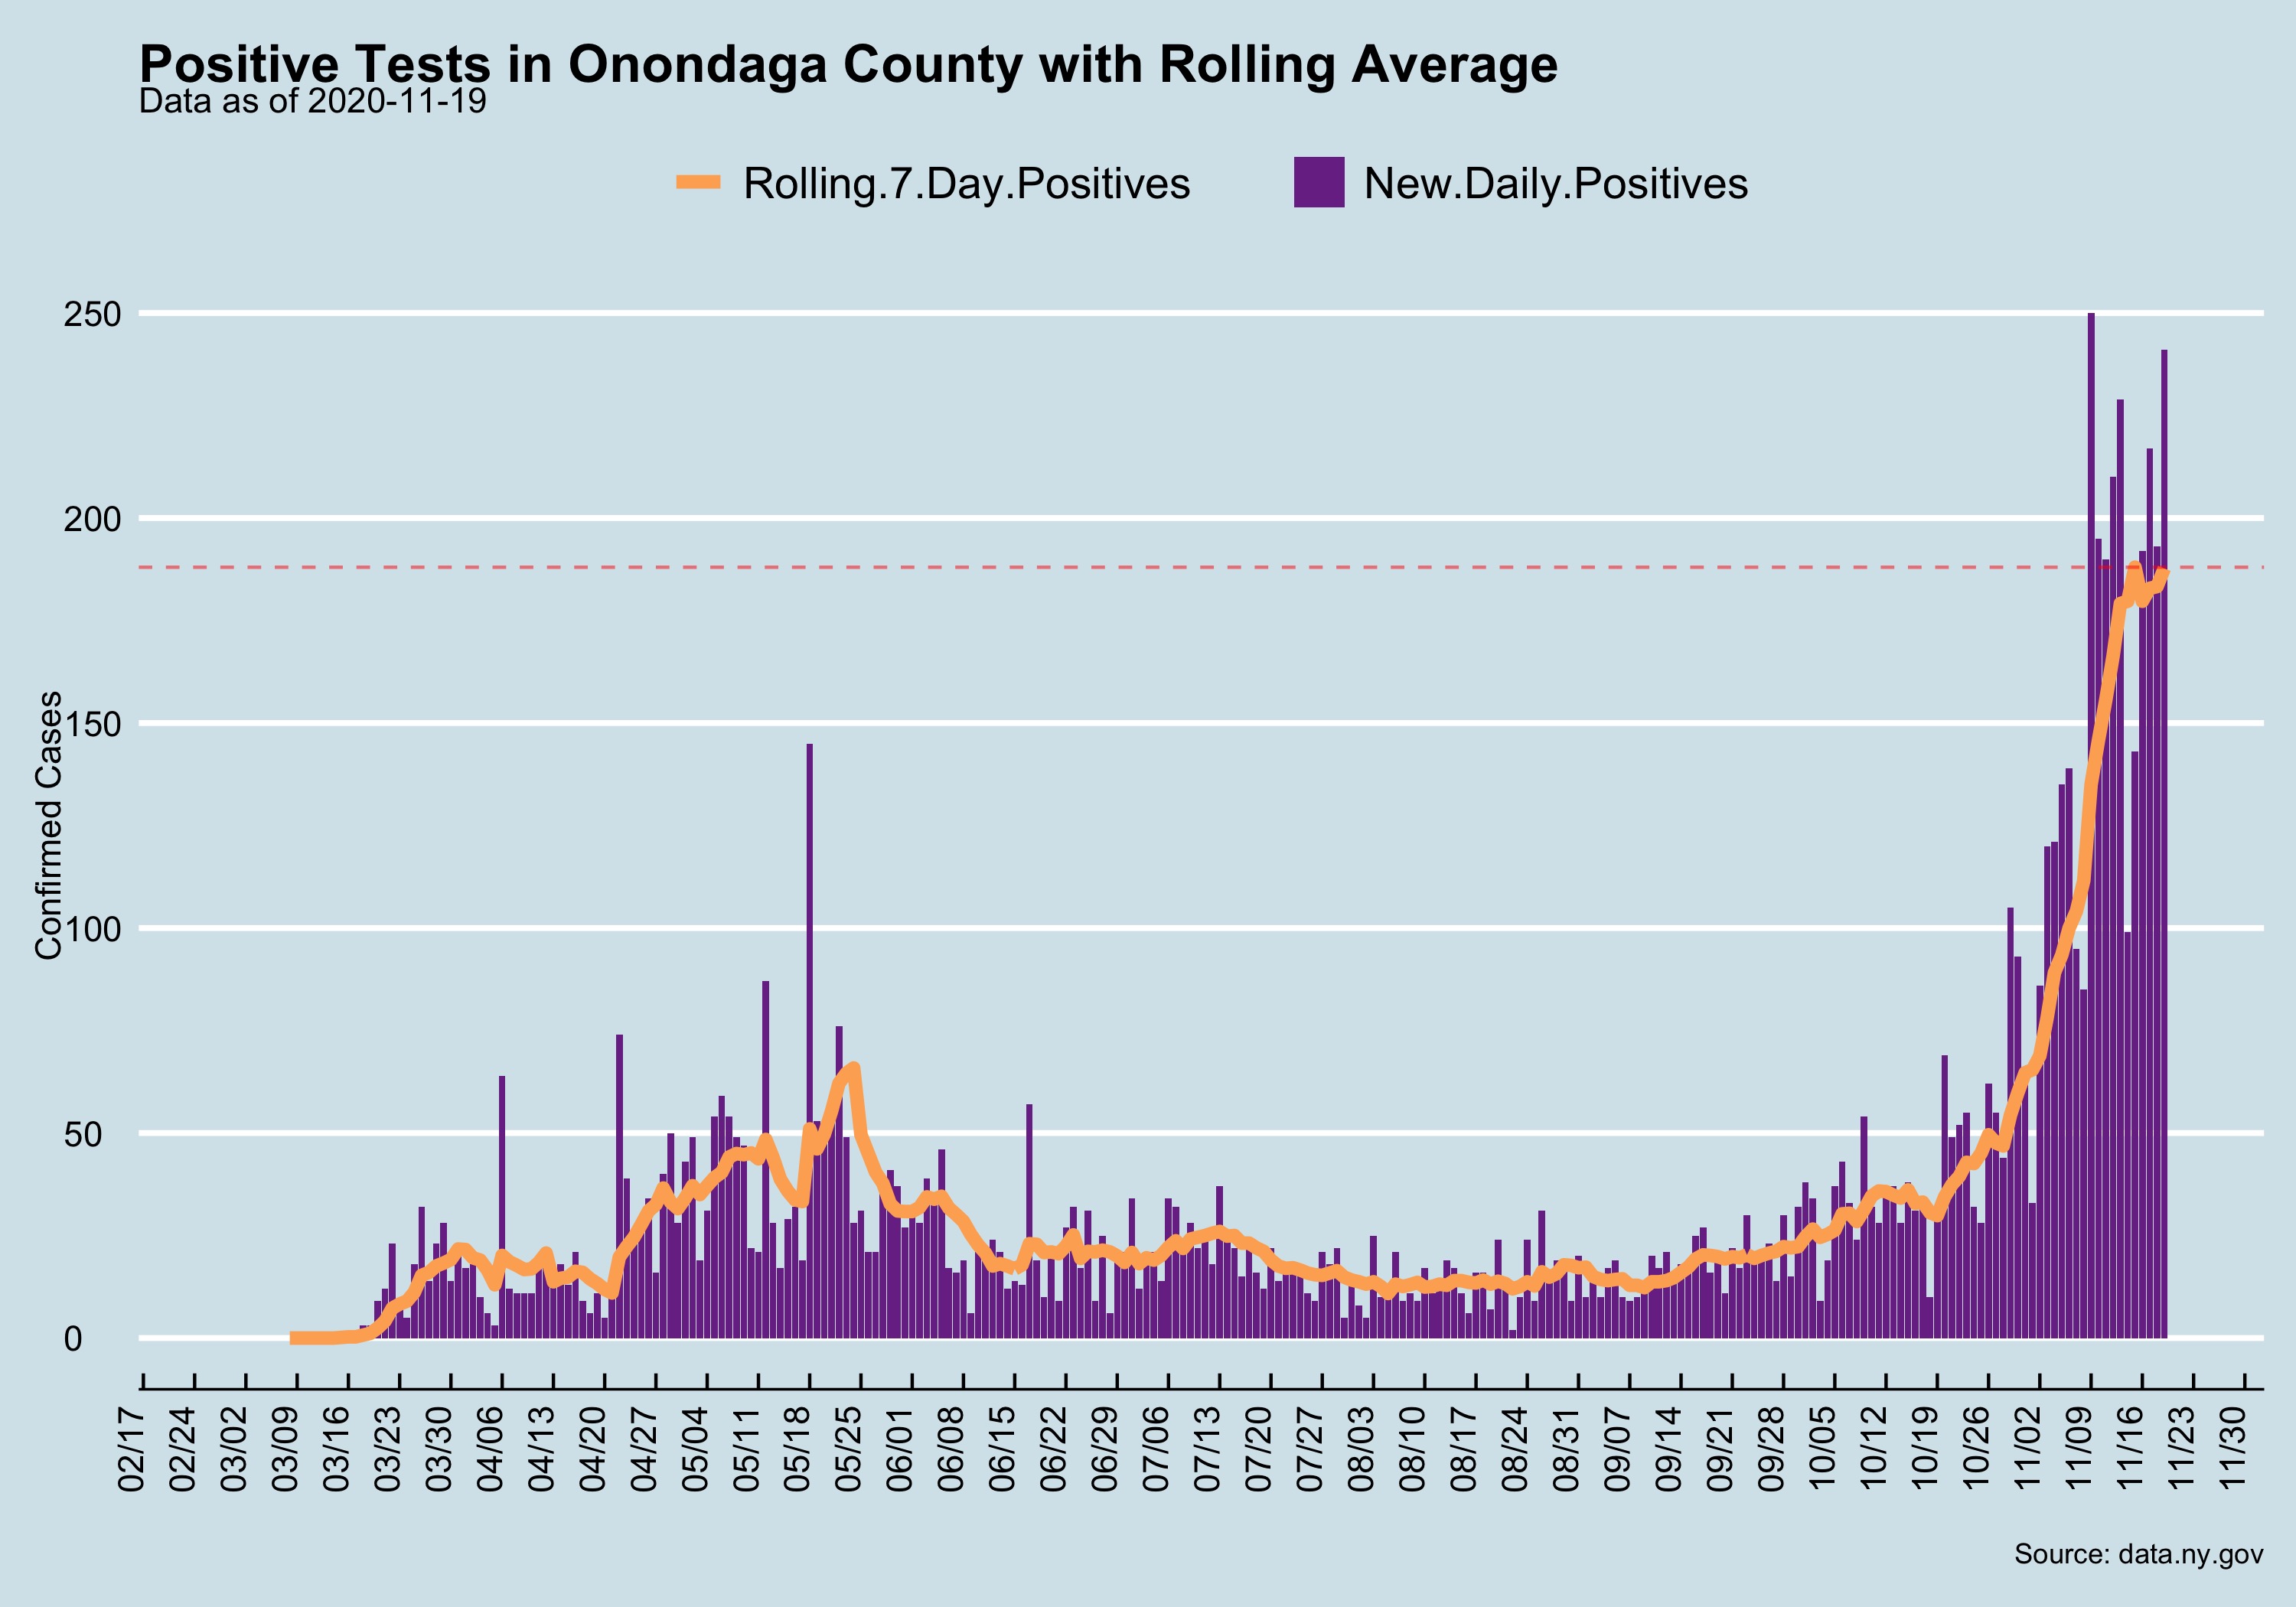 Positive Tests in Onondaga County with Rolling Average
Data as of 2020-11-19
Rolling.7.Day.Positives New.Daily.Positives
Confirmed Cases
250
200
150
100
50
0
02/17 02/24 03/02 03/09 03/16 03/23 03/30 04/06 04/13 04/20 04/27 05/04 05/11 05/18 05/25 06/01 06/08 06/15 06/22 06/29 07/06 07/13 07/20 07/27 08/03 08/10 08/17 08/24 08/31 09/07 09/14 09/21 09/28 10/05 10/12 10/19 10/26 11/02 11/09 11/16 11/23 11/30
Source: data.ny.gov